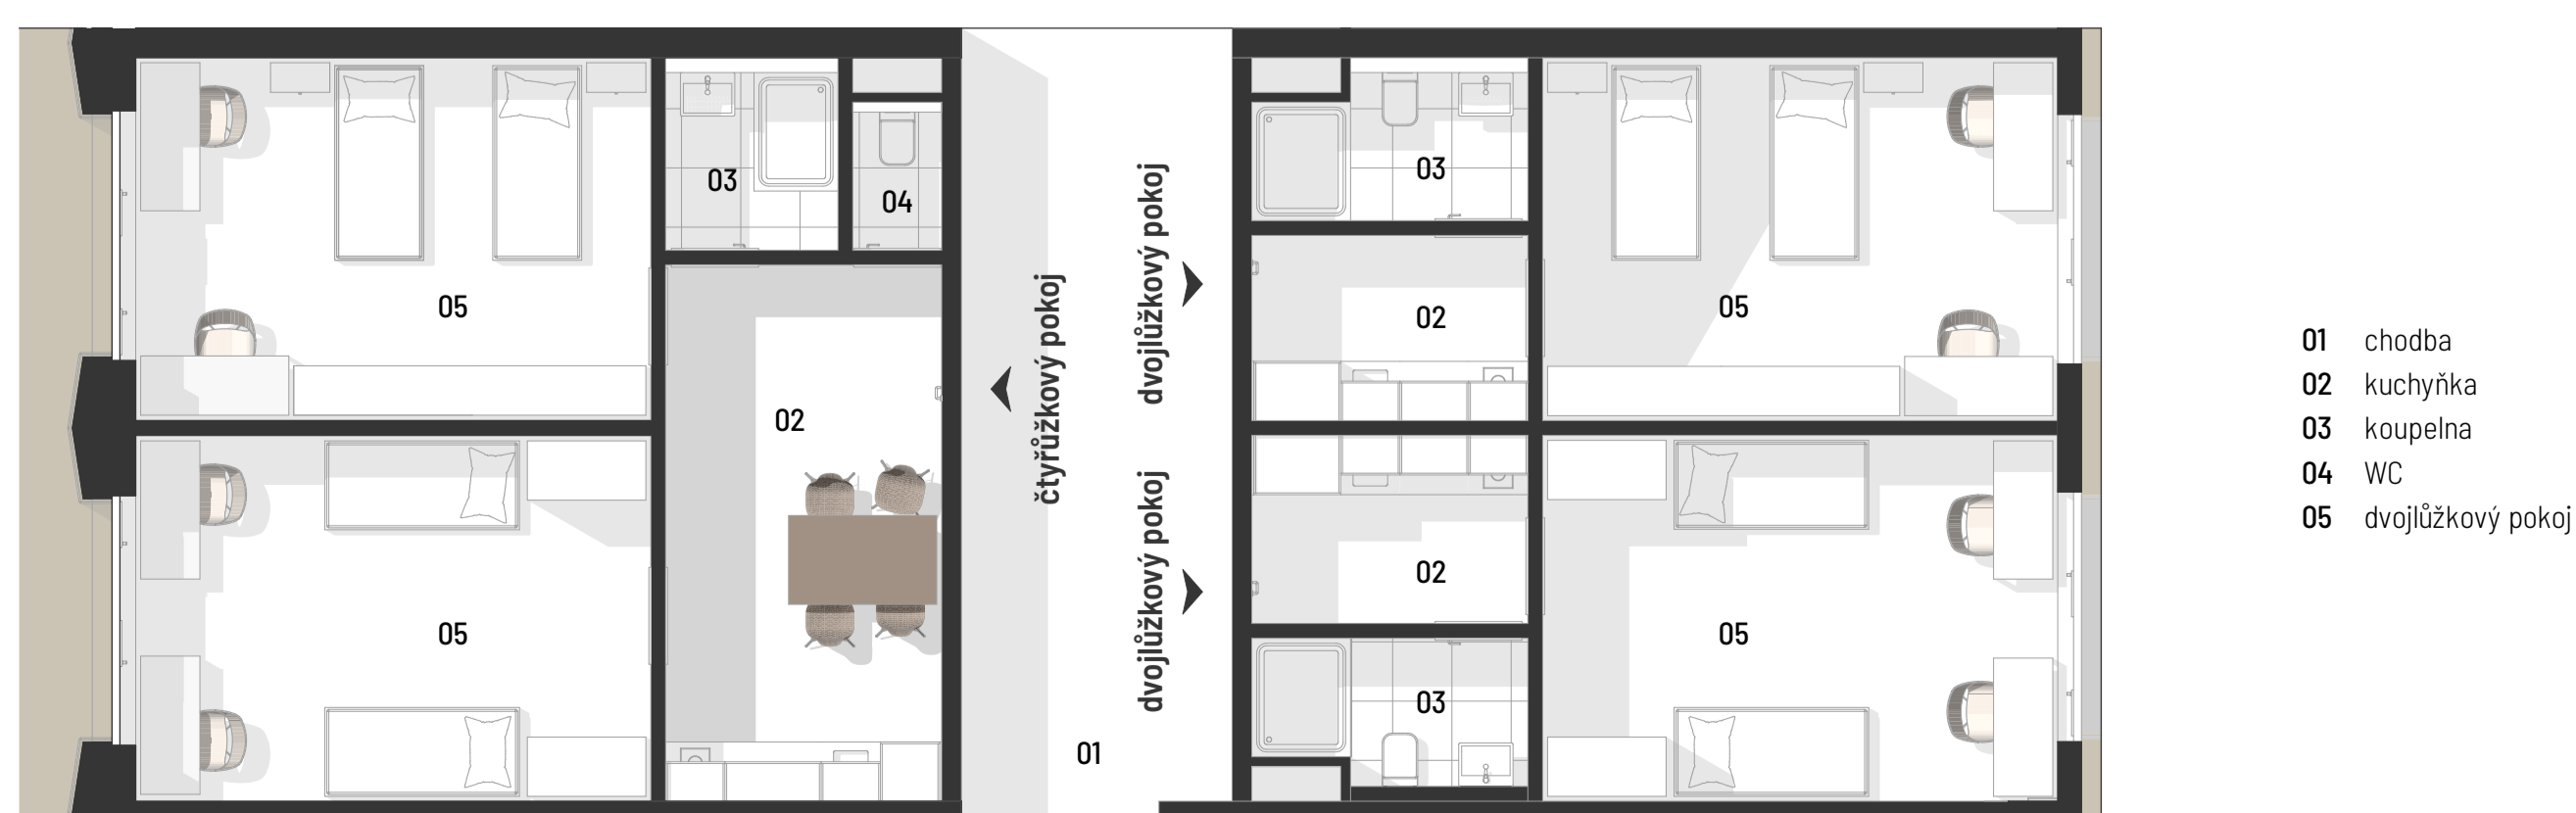 03
04
05
02
05
čtyřůžkový pokoj
dvojlůžkový pokoj
dvojlůžkový pokoj
01
03
02
05
02
05
03
01 chodba
02 kuchyňka
03 koupelna
04 WC
05 dvojlůžkový pokoj